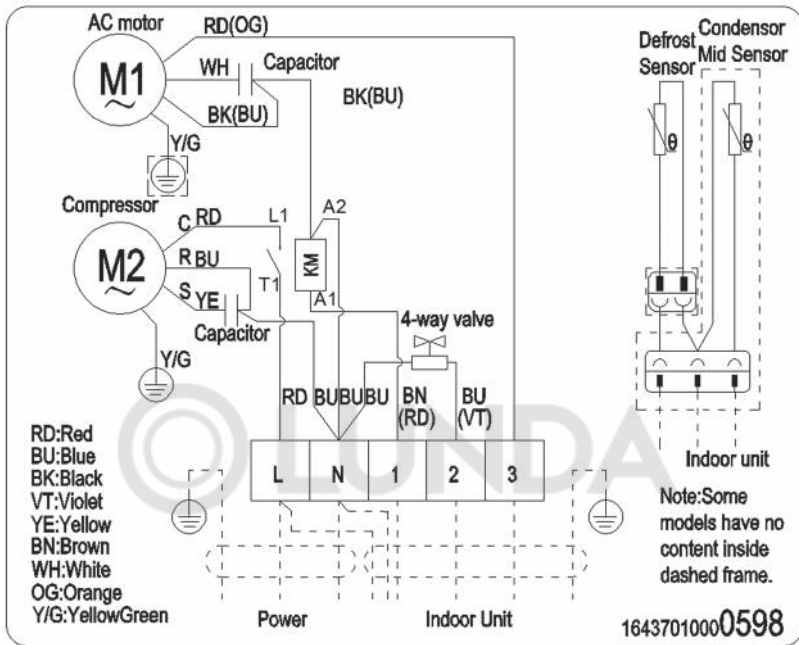 AC motor
RD(OG)
M1
WH
Capacitor
BK(BU)
BK(BU)
Y/G
Defrost
Sensor
Condensor
Mid Sensor
θ
θ
Compressor
M2
C RD
L1
A2
R BU
KM
T1
A1
S YE
Capacitor
4-way valve
Y/G
RD BU BU BU
BN
(RD)
BU
(VT)
LUNDA
L N 1 2 3
RD:Red
BU:Blue
BK:Black
VT:Violet
YE:Yellow
BN:Brown
WH:White
OG:Orange
Y/G:YellowGreen
Power
Indoor Unit
Indoor unit
Note:Some
models have no
content inside
dashed frame.
16437010000598